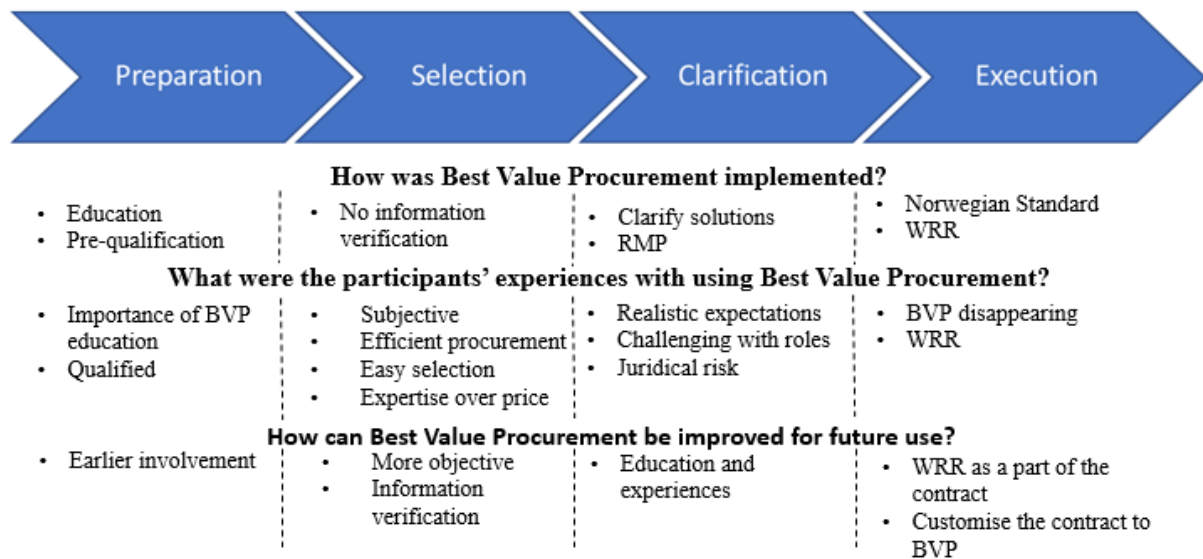 Preparation
Selection
Clarification
Execution
How was Best Value Procurement implemented?
• Education
• Pre-qualification
• No information
verification
• Clarify solutions
• RMP
• Norwegian Standard
• WRR
What were the participants’ experiences with using Best Value Procurement?
• Importance of BVP
education
• Qualified
• Subjective
• Efficient procurement
• Easy selection
• Expertise over price
• Realistic expectations
• Challenging with roles
• Juridical risk
• BVP disappearing
• WRR
How can Best Value Procurement be improved for future use?
• Earlier involvement
• More objective
• Information
verification
• Education and
experiences
• WRR as a part of the
contract
• Customise the contract to
BVP